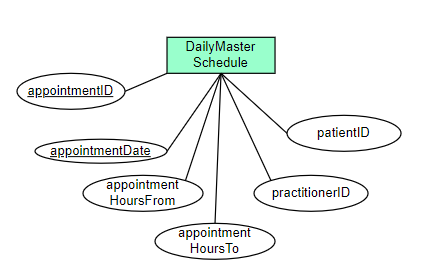 DailyMaster
Schedule
appointmentID
patientID
appointmentDate
appointment
HoursFrom
practitionerID
appointment
HoursTo